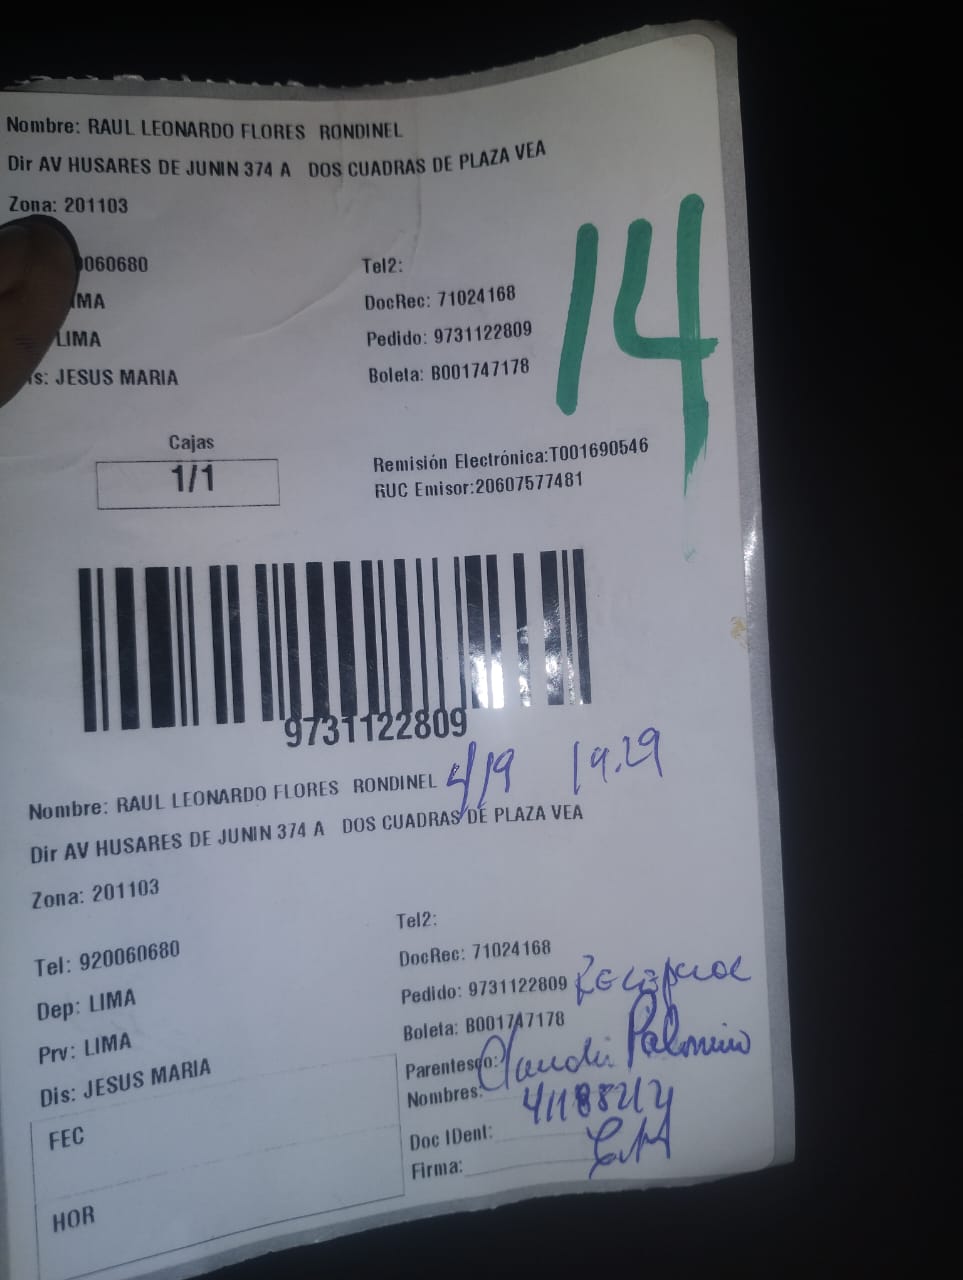 Nombre: RAUL LEONARDO FLORES RONDINEL
Dir AV HUSARES DE JUNIN 374 A DOS CUADRAS DE PLAZA VEA
Zona: 201103
14
060680 Tel2:
MA DocRec: 71024168
LIMA Pedido: 9731122809
is: JESUS MARIA Boleta: B001747178
Cajas
1/1
Remisión Electrónica:T001690546
RUC Emisor:20607577481
9731122809
4/9 19.29
Nombre: RAUL LEONARDO FLORES RONDINEL
Dir AV HUSARES DE JUNIN 374 A DOS CUADRAS DE PLAZA VEA
Zona: 201103
Tel2:
Tel: 920060680 DocRec: 71024168
Dep: LIMA Pedido: 9731122809
Prv: LIMA Boleta: B001747178
Dis: JESUS MARIA Parentesco: Claudia Palomino
Nombres:
FEC Doc IDent:
Firma:
HOR